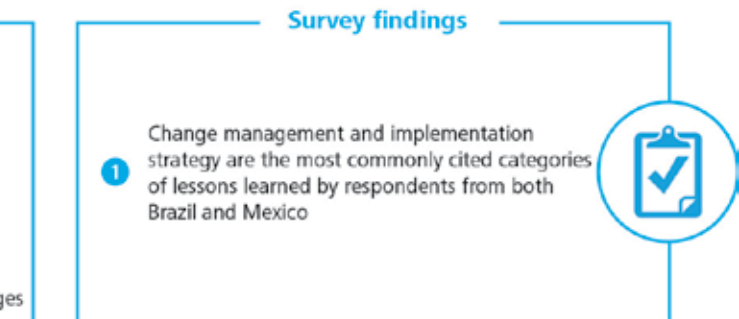 Survey findings
1
Change management and implementation
strategy are the most commonly cited categories
of lessons learned by respondents from both
Brazil and Mexico